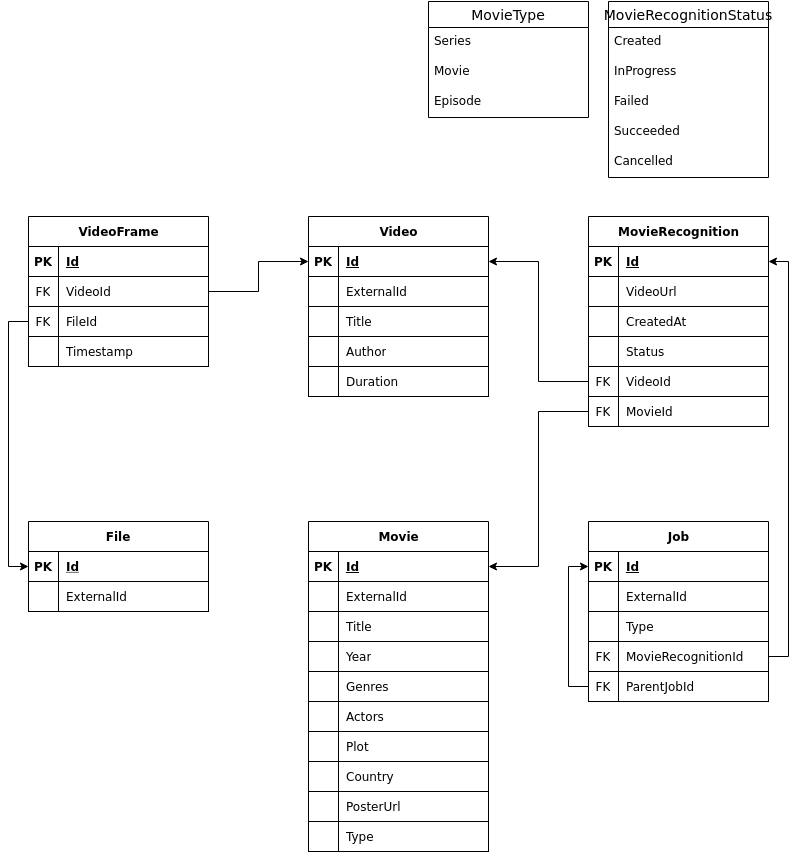 MovieType
Series
Movie
Episode
MovieRecognitionStatus
Created
InProgress
Failed
Succeeded
Cancelled
VideoFrame
PK Id
FK VideoId
FK FileId
Timestamp
Video
PK Id
ExternalId
Title
Author
Duration
MovieRecognition
PK Id
VideoUrl
CreatedAt
Status
FK VideoId
FK MovieId
File
PK Id
ExternalId
Movie
PK Id
ExternalId
Title
Year
Genres
Actors
Plot
Country
PosterUrl
Type
Job
PK Id
ExternalId
Type
FK MovieRecognitionId
FK ParentJobId